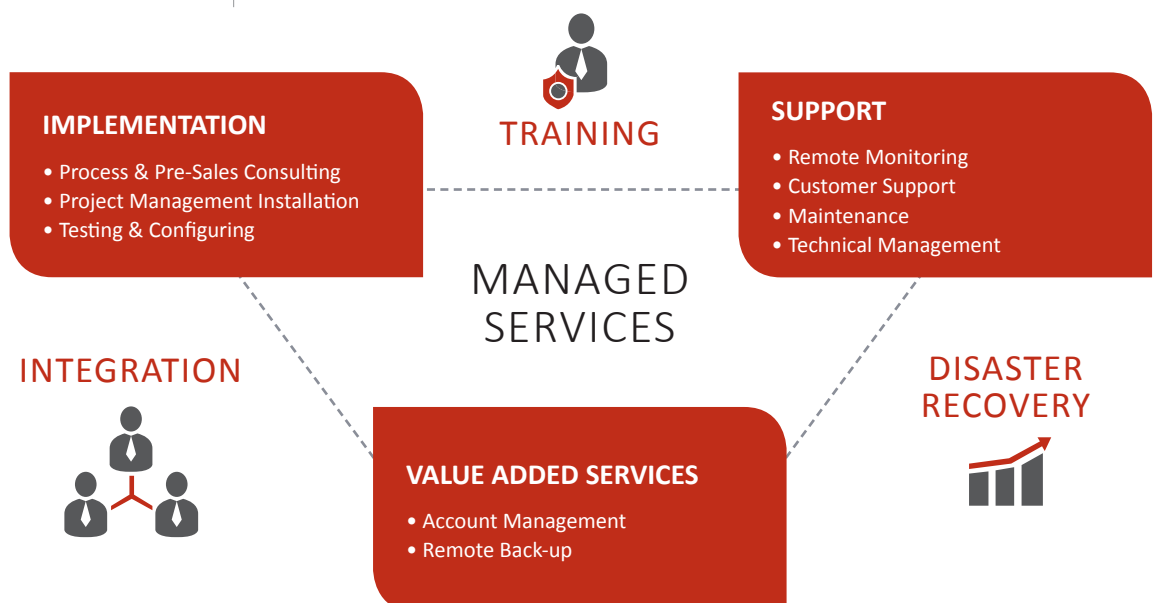 TRAINING
IMPLEMENTATION
• Process & Pre-Sales Consulting
• Project Management Installation
• Testing & Configuring
SUPPORT
• Remote Monitoring
• Customer Support
• Maintenance
• Technical Management
MANAGED
SERVICES
INTEGRATION
DISASTER
RECOVERY
VALUE ADDED SERVICES
• Account Management
• Remote Back-up